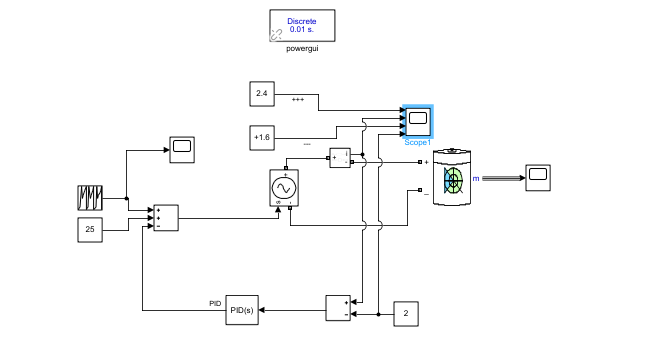 Discrete
0.01 s.
powergui
2.4
+++
+1.6
---
Scope1
+
i
-
+
m
_
+
s
-
+
+
-
25
PID
PID(s)
+
-
2